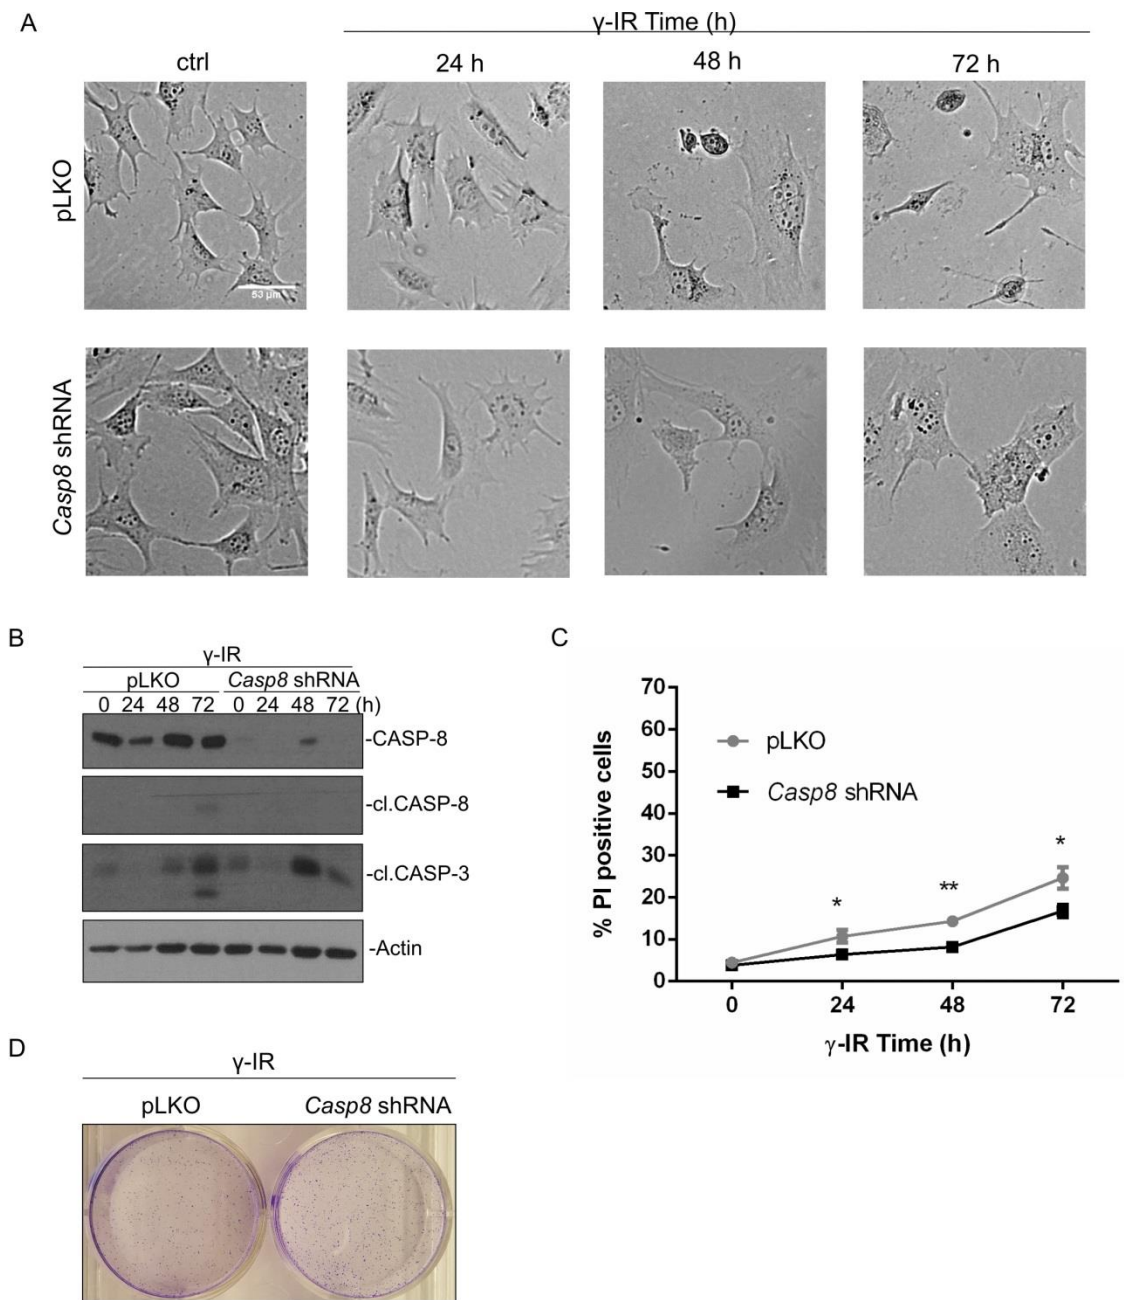 A
γ-IR Time (h)
ctrl
24 h
48 h
72 h
pLKO
53 µm
Casp8 shRNA
B
γ-IR
pLKO
Casp8 shRNA
0 24 48 72 0 24 48 72 (h)
-CASP-8
-cl.CASP-8
-cl.CASP-3
-Actin
C
% PI positive cells
70
60
50
40
30
20
10
0
pLKO
Casp8 shRNA
*
**
*
0 24 48 72
γ-IR Time (h)
D
γ-IR
pLKO
Casp8 shRNA